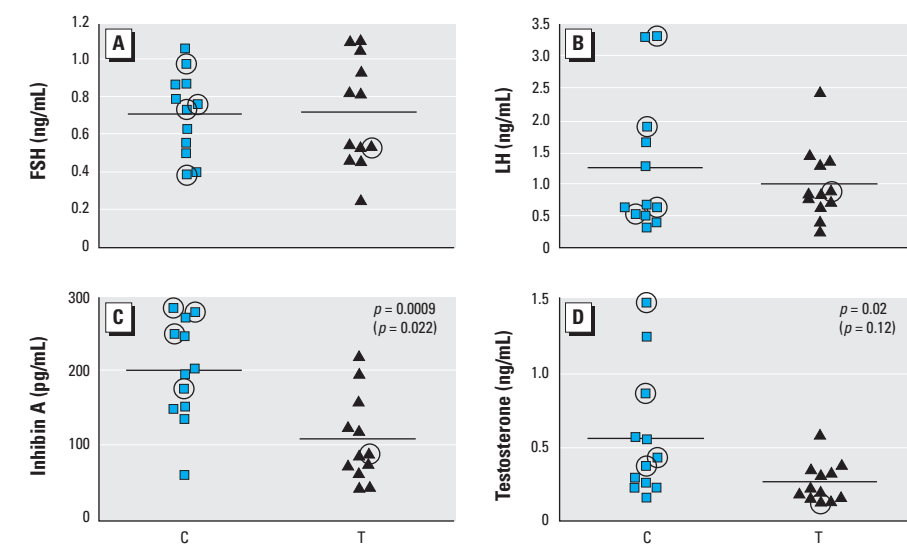 A
FSH (ng/mL)
1.2
1.0
0.8
0.6
0.4
0.2
0
B
LH (ng/mL)
3.5
3.0
2.5
2.0
1.5
1.0
0.5
0
C
Inhibin A (pg/mL)
300
200
100
0
p = 0.0009
(p = 0.022)
C
T
D
Testosterone (ng/mL)
1.5
1.0
0.5
0
p = 0.02
(p = 0.12)
C
T